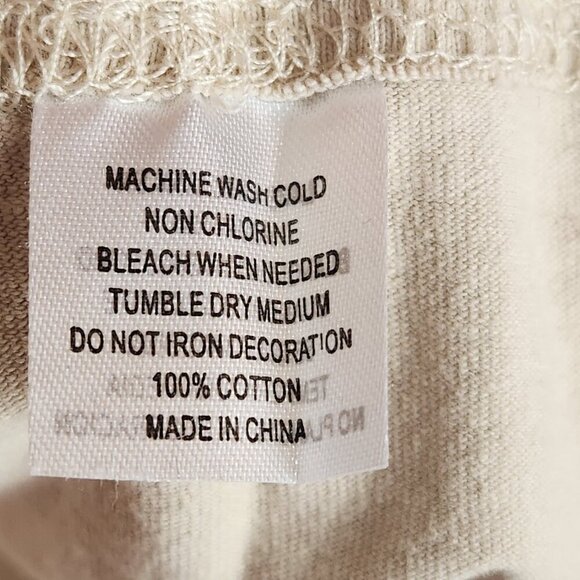 MACHINE WASH COLD
NON CHLORINE
BLEACH WHEN NEEDED
TUMBLE DRY MEDIUM
DO NOT IRON DECORATION
100% COTTON
MADE IN CHINA